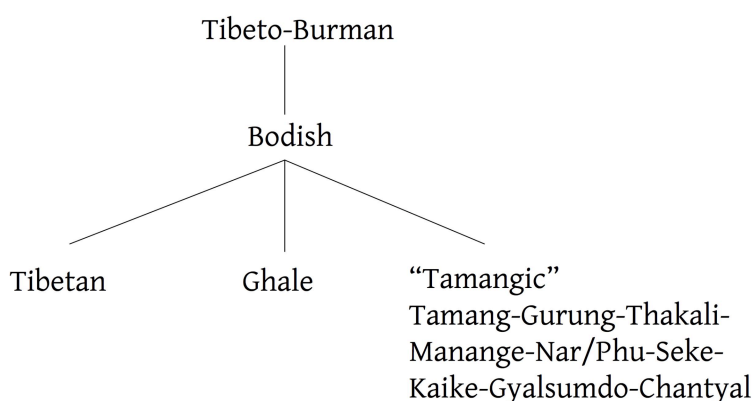 Tibeto-Burman
Bodish
Tibetan
Ghale
“Tamangic”
Tamang-Gurung-Thakali-
Manange-Nar/Phu-Seke-
Kaike-Gyalsumdo-Chantyal